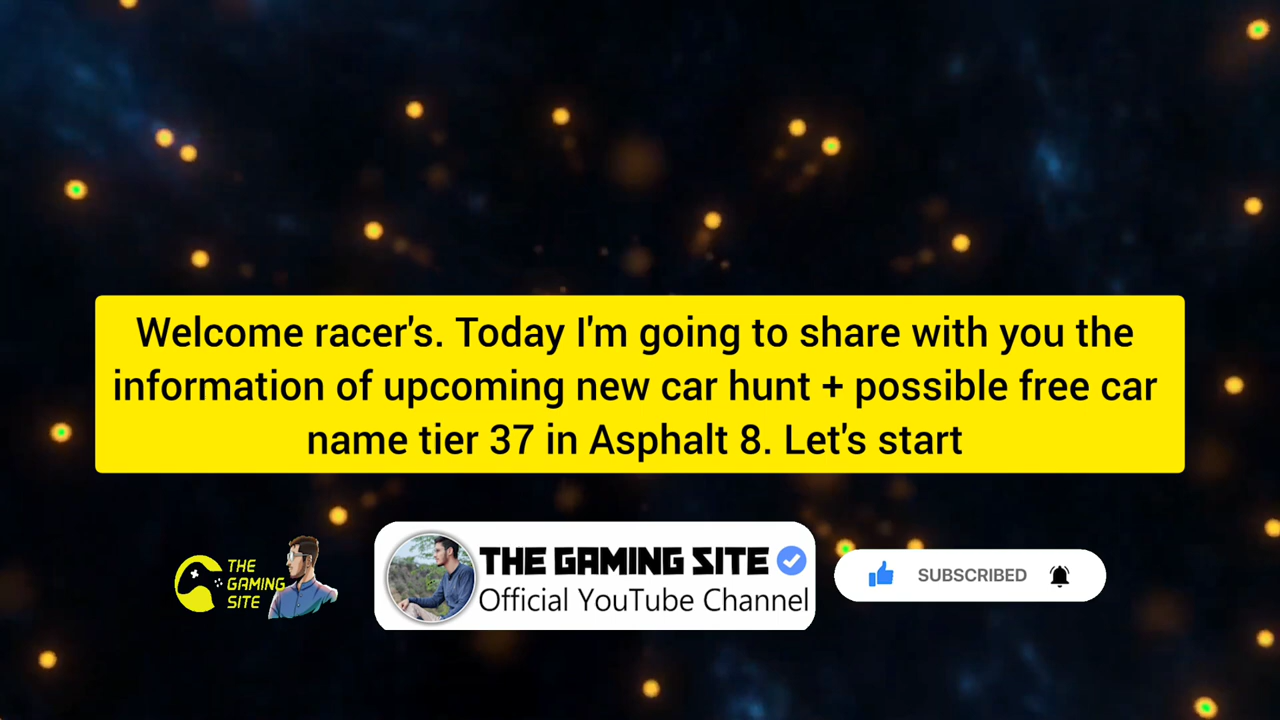 Welcome racer's. Today I'm going to share with you the
information of upcoming new car hunt + possible free car
name tier 37 in Asphalt 8. Let's start
THE
GAMING
SITE
THE GAMING SITE
Official YouTube Channel
SUBSCRIBED